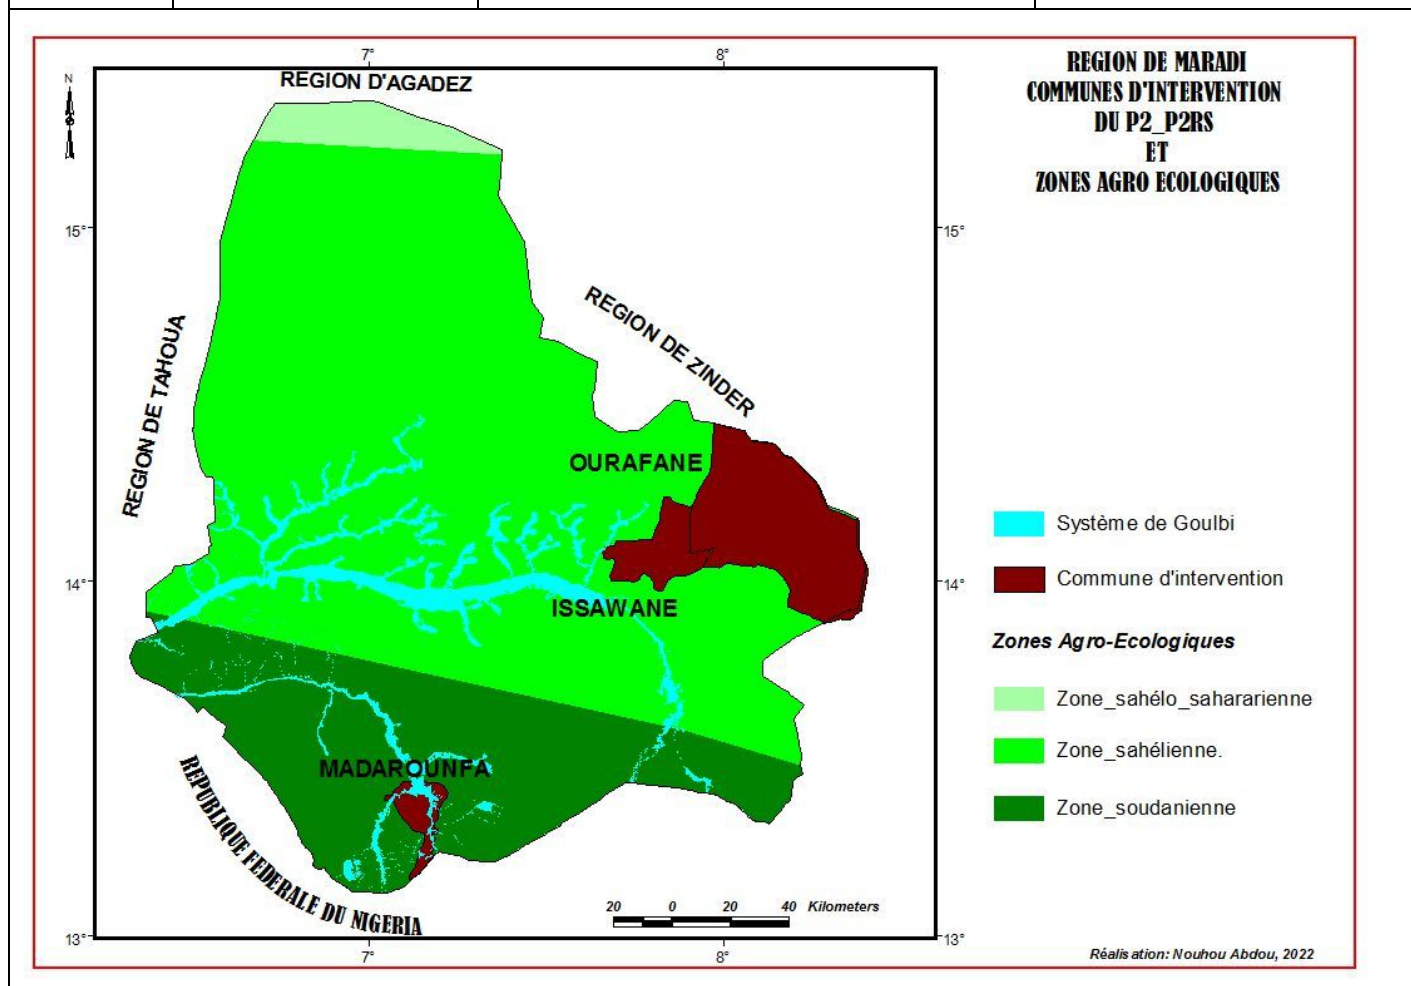 REGION DE MARADI
COMMUNES D'INTERVENTION
DU P2_P2RS
ET
ZONES AGRO ECOLOGIQUES
7°
8°
N
REGION D'AGADEZ
15°
15°
REGION DE ZINDER
REGION DE TAHOUA
OURAFANE
14°
14°
ISSAWANE
MADAROUNFA
REPUBLIQUE FEDERALE DU NIGERIA
20 0 20 40 Kilometers
13°
13°
7°
8°
Système de Goulbi
Commune d'intervention
Zones Agro-Ecologiques
Zone_sahélo_sahararienne
Zone_sahélienne.
Zone_soudanienne
Réalisation: Nouhou Abdou, 2022